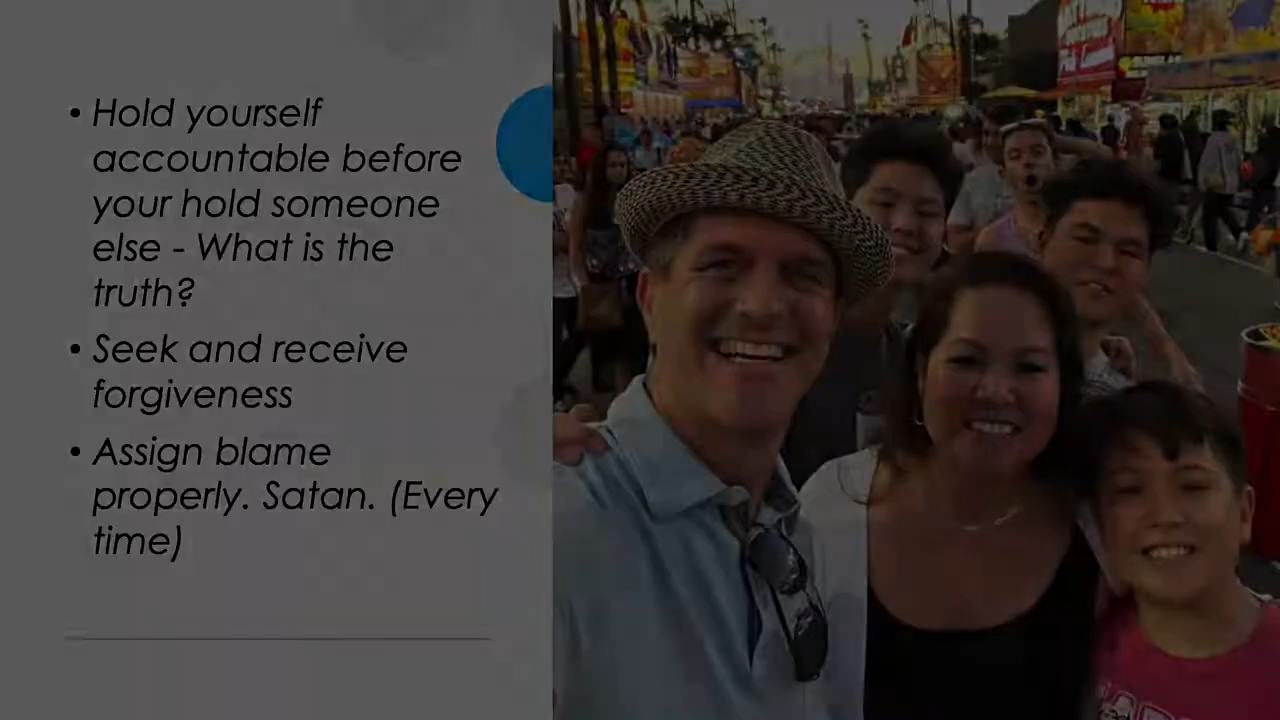 • Hold yourself
accountable before
your hold someone
else - What is the
truth?
• Seek and receive
forgiveness
• Assign blame
properly. Satan. (Every
time)